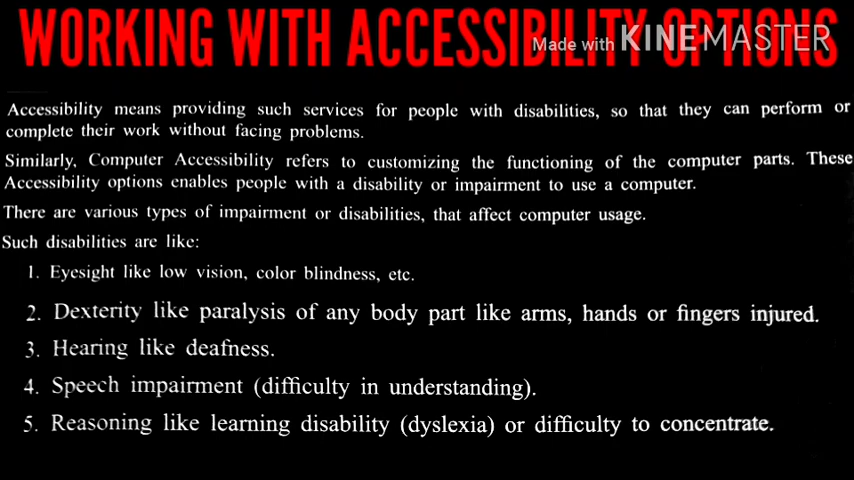 WORKING WITH ACCESSIBILITY OPTIONS
Made with KINEMASTER
Accessibility means providing such services for people with disabilities, so that they can perform or
complete their work without facing problems.
Similarly, Computer Accessibility refers to customizing the functioning of the computer parts. These
Accessibility options enables people with a disability or impairment to use a computer.
There are various types of impairment or disabilities, that affect computer usage.
Such disabilities are like:
1. Eyesight like low vision, color blindness, etc.
2. Dexterity like paralysis of any body part like arms, hands or fingers injured.
3. Hearing like deafness.
4. Speech impairment (difficulty in understanding).
5. Reasoning like learning disability (dyslexia) or difficulty to concentrate.